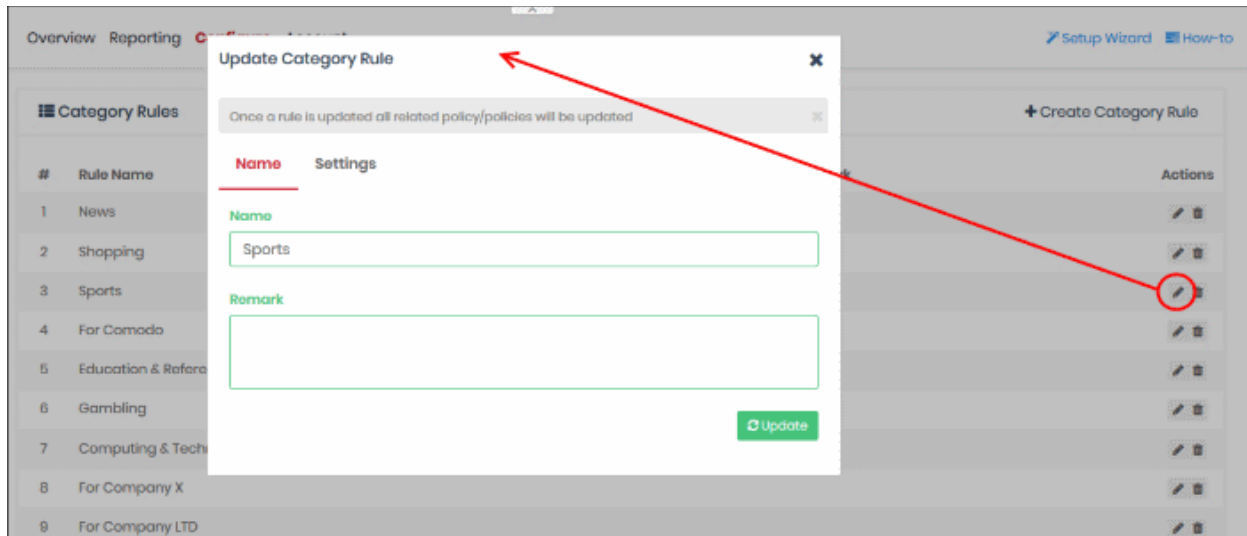 Overview Reporting
Setup Wizard How-to
Update Category Rule
Category Rules
Create Category Rule
Once a rule is updated all related policy/policies will be updated
Name Settings
# Rule Name Actions
1 News
Name
Sports
2 Shopping
3 Sports
Remark
4 For Comodo
5 Education &
6 Gambling
Update
7 Computing &
8 For Company X
9 For Company LTD